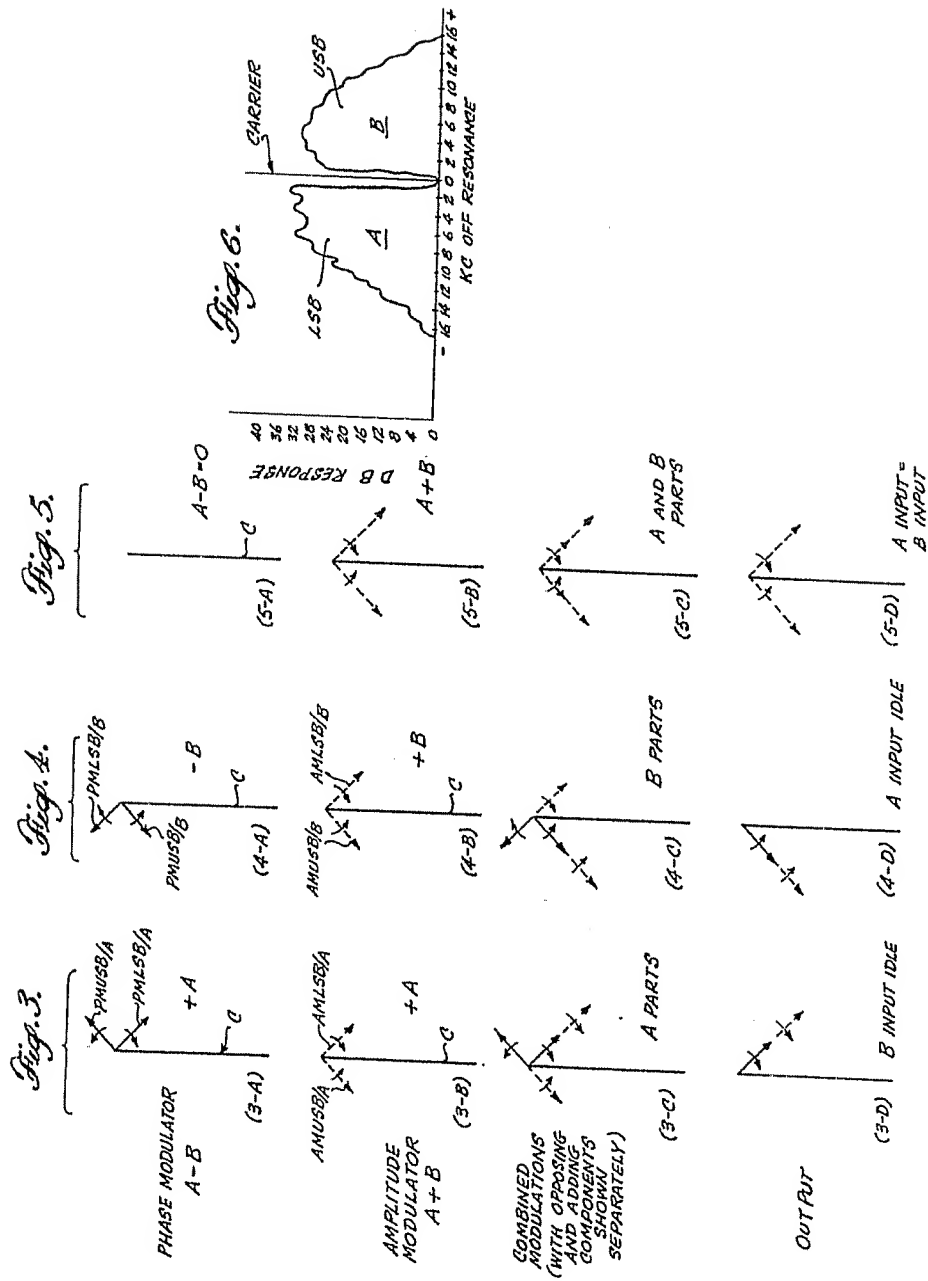 Fig. 3.
PMUSB/A
PMLSB/A
+A
C
(3-A)
PHASE MODULATOR
A-B
AMUSB/A
AMLSB/A
+A
C
(3-B)
AMPLITUDE
MODULATOR
A+B
A PARTS
(3-C)
COMBINED
MODULATIONS
(WITH OPPOSING
AND ADDING
COMPONENTS
SHOWN
SEPARATELY)
B INPUT IDLE
(3-D)
OUTPUT
Fig. 4.
PMLSB/B
PMUSB/B
-B
C
(4-A)
AMUSB/B
AMLSB/B
+B
C
(4-B)
B PARTS
(4-C)
A INPUT IDLE
(4-D)
Fig. 5.
A-B=0
C
(5-A)
A+B
(5-B)
A AND B
PARTS
(5-C)
A INPUT =
B INPUT
(5-D)
Fig. 6.
CARRIER
LSB
USB
A
B
DB RESPONSE
40
36
32
28
24
20
16
12
8
4
0
- 16 14 12 10 8 6 4 2 0 2 4 6 8 10 12 14 16 +
KC OFF RESONANCE